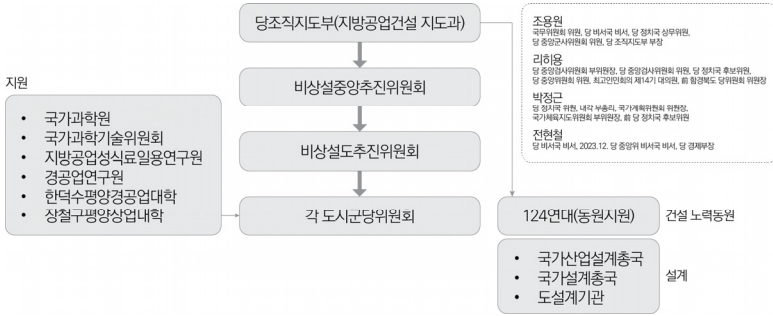 당조직지도부(지방공업건설 지도과)
비상설중앙추진위원회
비상설도추진위원회
각 도시군당위원회
지원
• 국가과학원
• 국가과학기술위원회
• 지방공업성식료일용연구원
• 경공업연구원
• 한덕수평양경공업대학
• 장철구평양상업대학
124연대(동원지원)
건설 노력동원
• 국가산업설계총국
• 국가설계총국
• 도설계기관
설계
조용원
국무위원회 위원, 당 비서국 비서, 당 정치국 상무위원,
당 중앙군사위원회 위원, 당 조직지도부 부장
리히용
당 중앙검사위원회 부위원장, 당 중앙검사위원회 위원, 당 정치국 후보위원,
당 중앙위원회 위원, 최고인민회의 제14기 대의원, 前 함경북도 당위원회 위원장
박정근
당 정치국 위원, 내각 부총리, 국가계획위원회 위원장,
국가체육지도위원회 부위원장, 前 당 정치국 후보위원
전현철
당 비서국 비서, 2023.12. 당 중앙위 비서국 비서, 당 경제부장